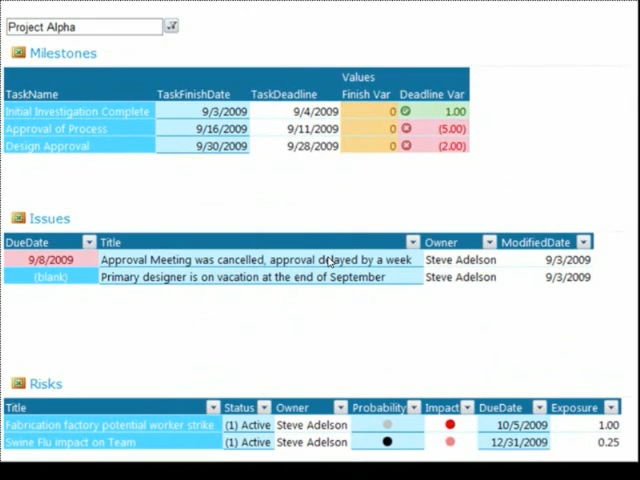 Project Alpha
Milestones
Values
TaskName TaskFinishDate TaskDeadline Finish Var Deadline Var
Initial Investigation Complete 9/3/2009 9/4/2009 0 1.00
Approval of Process 9/16/2009 9/11/2009 0 (5.00)
Design Approval 9/30/2009 9/28/2009 0 (2.00)
Issues
DueDate Title Owner ModifiedDate
9/8/2009 Approval Meeting was cancelled, approval delayed by a week Steve Adelson 9/3/2009
(blank) Primary designer is on vacation at the end of September Steve Adelson 9/3/2009
Risks
Title Status Owner Probability Impact DueDate Exposure
Fabrication factory potential worker strike (1) Active Steve Adelson 10/5/2009 1.00
Swine Flu impact on Team (1) Active Steve Adelson 12/31/2009 0.25